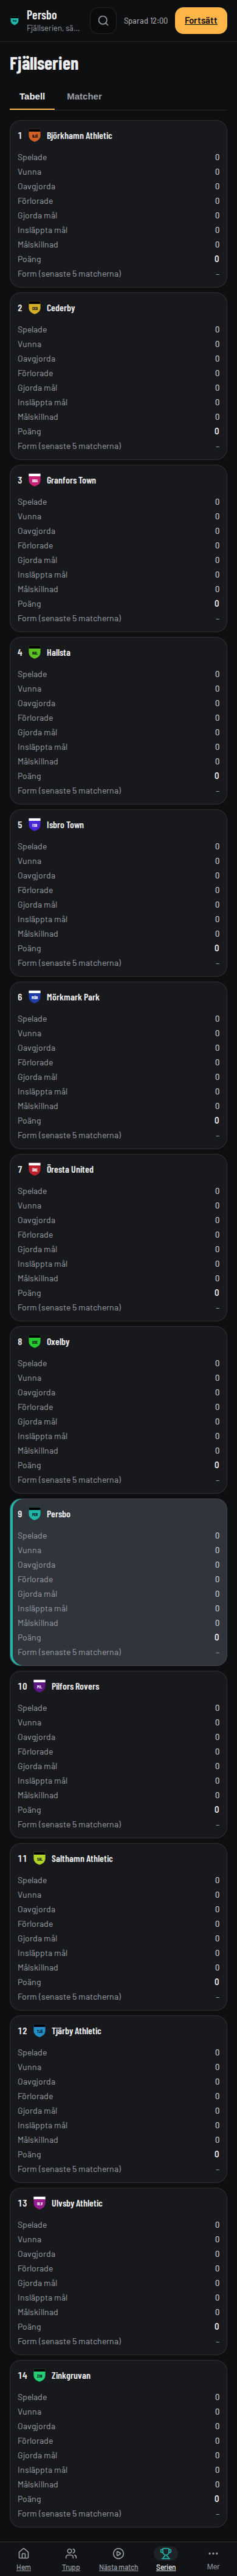 Persbo
Fjällserien, sä...
Sparad 12:00
Fortsätt
Fjällserien
Tabell Matcher
1 Björkhamn Athletic
Spelade 0
Vunna 0
Oavgjorda 0
Förlorade 0
Gjorda mål 0
Insläppta mål 0
Målskillnad 0
Poäng 0
Form (senaste 5 matcherna) –
2 Cederby
Spelade 0
Vunna 0
Oavgjorda 0
Förlorade 0
Gjorda mål 0
Insläppta mål 0
Målskillnad 0
Poäng 0
Form (senaste 5 matcherna) –
3 Granfors Town
Spelade 0
Vunna 0
Oavgjorda 0
Förlorade 0
Gjorda mål 0
Insläppta mål 0
Målskillnad 0
Poäng 0
Form (senaste 5 matcherna) –
4 Hallsta
Spelade 0
Vunna 0
Oavgjorda 0
Förlorade 0
Gjorda mål 0
Insläppta mål 0
Målskillnad 0
Poäng 0
Form (senaste 5 matcherna) –
5 Isbro Town
Spelade 0
Vunna 0
Oavgjorda 0
Förlorade 0
Gjorda mål 0
Insläppta mål 0
Målskillnad 0
Poäng 0
Form (senaste 5 matcherna) –
6 Mörkmark Park
Spelade 0
Vunna 0
Oavgjorda 0
Förlorade 0
Gjorda mål 0
Insläppta mål 0
Målskillnad 0
Poäng 0
Form (senaste 5 matcherna) –
7 Öresta United
Spelade 0
Vunna 0
Oavgjorda 0
Förlorade 0
Gjorda mål 0
Insläppta mål 0
Målskillnad 0
Poäng 0
Form (senaste 5 matcherna) –
8 Oxelby
Spelade 0
Vunna 0
Oavgjorda 0
Förlorade 0
Gjorda mål 0
Insläppta mål 0
Målskillnad 0
Poäng 0
Form (senaste 5 matcherna) –
9 Persbo
Spelade 0
Vunna 0
Oavgjorda 0
Förlorade 0
Gjorda mål 0
Insläppta mål 0
Målskillnad 0
Poäng 0
Form (senaste 5 matcherna) –
10 Pilfors Rovers
Spelade 0
Vunna 0
Oavgjorda 0
Förlorade 0
Gjorda mål 0
Insläppta mål 0
Målskillnad 0
Poäng 0
Form (senaste 5 matcherna) –
11 Salthamn Athletic
Spelade 0
Vunna 0
Oavgjorda 0
Förlorade 0
Gjorda mål 0
Insläppta mål 0
Målskillnad 0
Poäng 0
Form (senaste 5 matcherna) –
12 Tjärby Athletic
Spelade 0
Vunna 0
Oavgjorda 0
Förlorade 0
Gjorda mål 0
Insläppta mål 0
Målskillnad 0
Poäng 0
Form (senaste 5 matcherna) –
13 Ulvsby Athletic
Spelade 0
Vunna 0
Oavgjorda 0
Förlorade 0
Gjorda mål 0
Insläppta mål 0
Målskillnad 0
Poäng 0
Form (senaste 5 matcherna) –
14 Zinkgruvan
Spelade 0
Vunna 0
Oavgjorda 0
Förlorade 0
Gjorda mål 0
Insläppta mål 0
Målskillnad 0
Poäng 0
Form (senaste 5 matcherna) –
Hem Trupp Nästa match Serien Mer